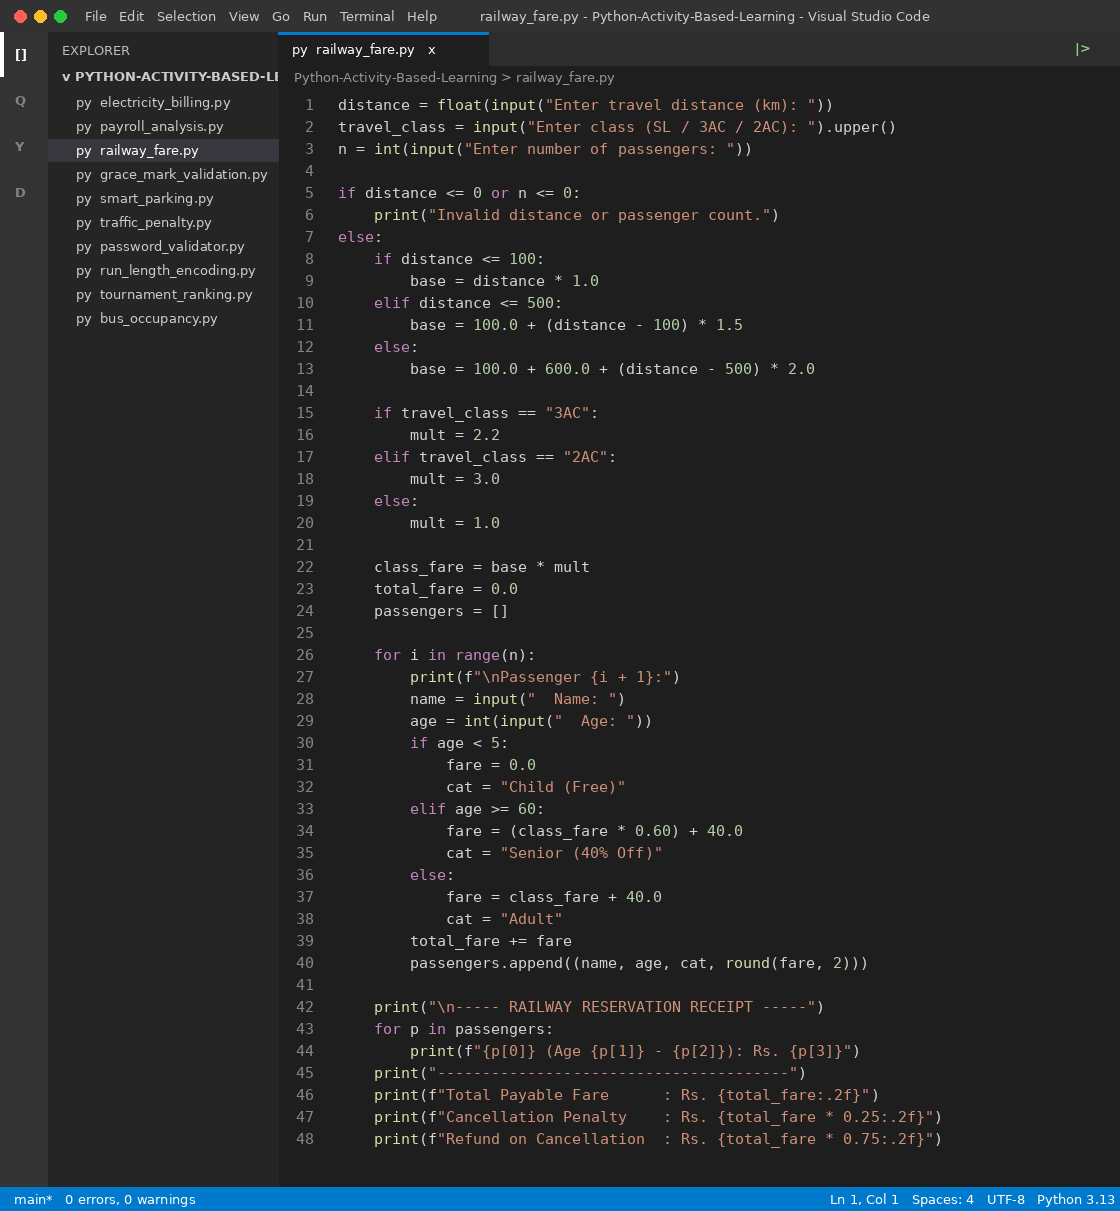 File Edit Selection View Go Run Terminal Help railway_fare.py - Python-Activity-Based-Learning - Visual Studio Code
[]
Q
Y
D
EXPLORER
v PYTHON-ACTIVITY-BASED-LE
py electricity_billing.py
py payroll_analysis.py
py railway_fare.py
py grace_mark_validation.py
py smart_parking.py
py traffic_penalty.py
py password_validator.py
py run_length_encoding.py
py tournament_ranking.py
py bus_occupancy.py
py railway_fare.py x |>
Python-Activity-Based-Learning > railway_fare.py
1 distance = float(input("Enter travel distance (km): "))
2 travel_class = input("Enter class (SL / 3AC / 2AC): ").upper()
3 n = int(input("Enter number of passengers: "))
4
5 if distance <= 0 or n <= 0:
6     print("Invalid distance or passenger count.")
7 else:
8     if distance <= 100:
9         base = distance * 1.0
10     elif distance <= 500:
11         base = 100.0 + (distance - 100) * 1.5
12     else:
13         base = 100.0 + 600.0 + (distance - 500) * 2.0
14
15     if travel_class == "3AC":
16         mult = 2.2
17     elif travel_class == "2AC":
18         mult = 3.0
19     else:
20         mult = 1.0
21
22     class_fare = base * mult
23     total_fare = 0.0
24     passengers = []
25
26     for i in range(n):
27         print(f"\nPassenger {i + 1}:")
28         name = input("  Name: ")
29         age = int(input("  Age: "))
30         if age < 5:
31             fare = 0.0
32             cat = "Child (Free)"
33         elif age >= 60:
34             fare = (class_fare * 0.60) + 40.0
35             cat = "Senior (40% Off)"
36         else:
37             fare = class_fare + 40.0
38             cat = "Adult"
39         total_fare += fare
40         passengers.append((name, age, cat, round(fare, 2)))
41
42     print("\n----- RAILWAY RESERVATION RECEIPT -----")
43     for p in passengers:
44         print(f"{p[0]} (Age {p[1]} - {p[2]}): Rs. {p[3]}")
45     print("---------------------------------------")
46     print(f"Total Payable Fare      : Rs. {total_fare:.2f}")
47     print(f"Cancellation Penalty    : Rs. {total_fare * 0.25:.2f}")
48     print(f"Refund on Cancellation  : Rs. {total_fare * 0.75:.2f}")
main* 0 errors, 0 warnings Ln 1, Col 1 Spaces: 4 UTF-8 Python 3.13